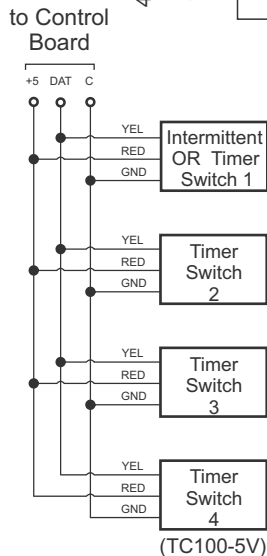 to Control
Board
+5 DAT C
YEL
RED
GND
Intermittent
OR Timer
Switch 1
YEL
RED
GND
Timer
Switch
2
YEL
RED
GND
Timer
Switch
3
YEL
RED
GND
Timer
Switch
4
(TC100-5V)